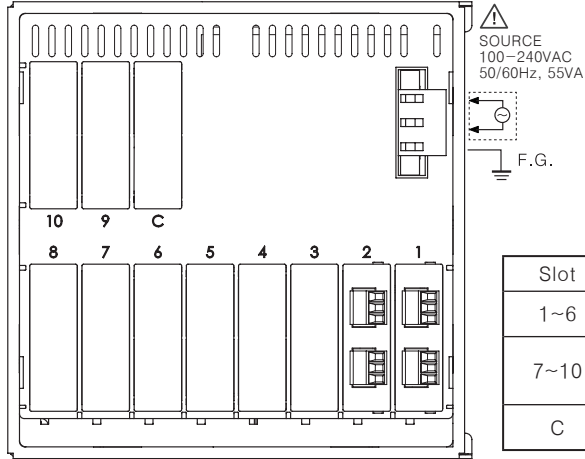 SOURCE
100-240VAC
50/60Hz, 55VA
F.G.
10 9 C
8 7 6 5 4 3 2 1
Slot
1~6
7~10
C